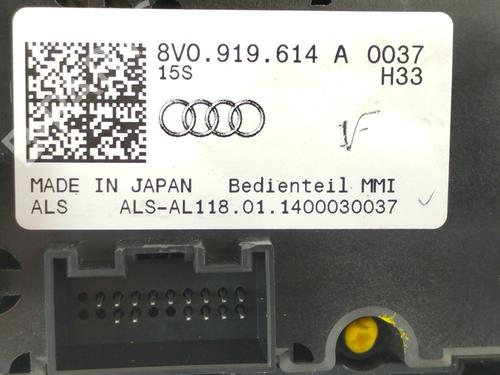 8V0.919.614 A 0037
15S H33
MADE IN JAPAN Bedienteil MMI
ALS ALS-AL118.01.1400030037